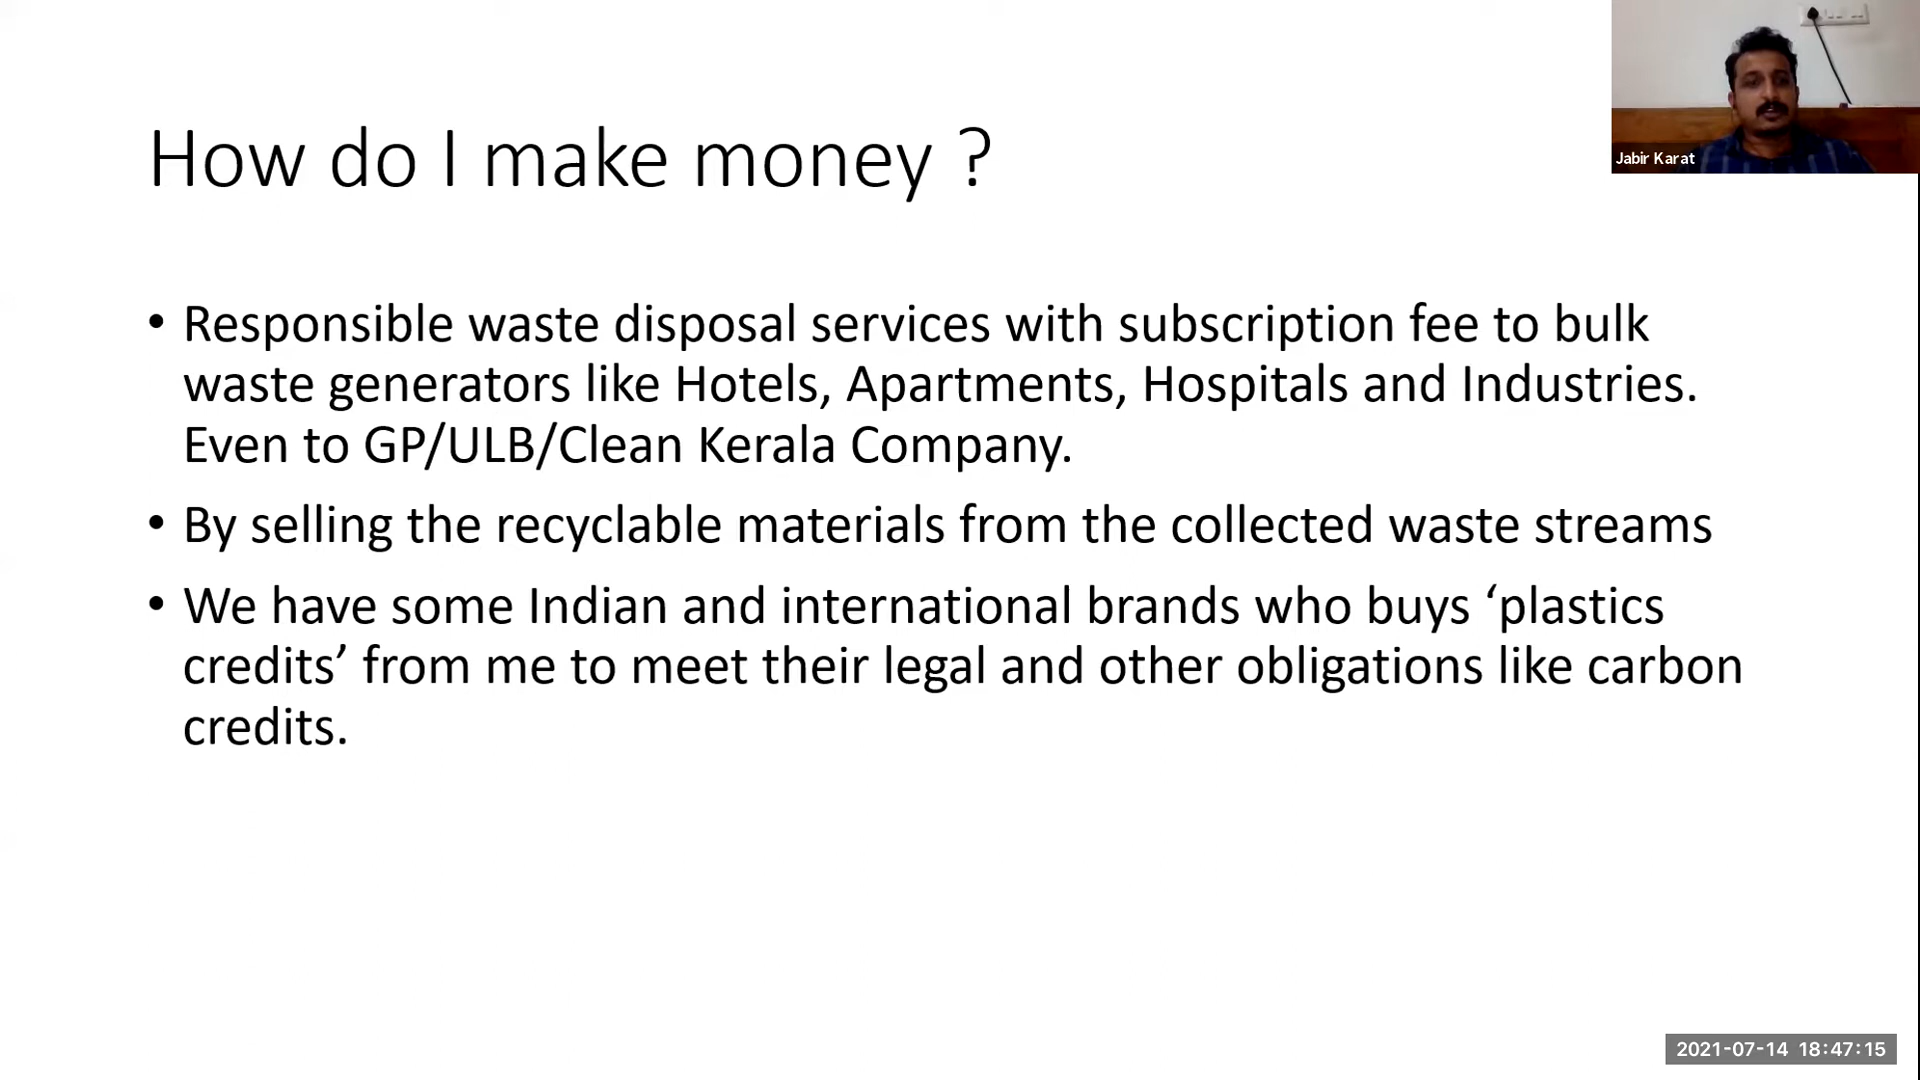 How do I make money ?
Jabir Karat
• Responsible waste disposal services with subscription fee to bulk
waste generators like Hotels, Apartments, Hospitals and Industries.
Even to GP/ULB/Clean Kerala Company.
• By selling the recyclable materials from the collected waste streams
• We have some Indian and international brands who buys ‘plastics
credits’ from me to meet their legal and other obligations like carbon
credits.
2021-07-14 18:47:15